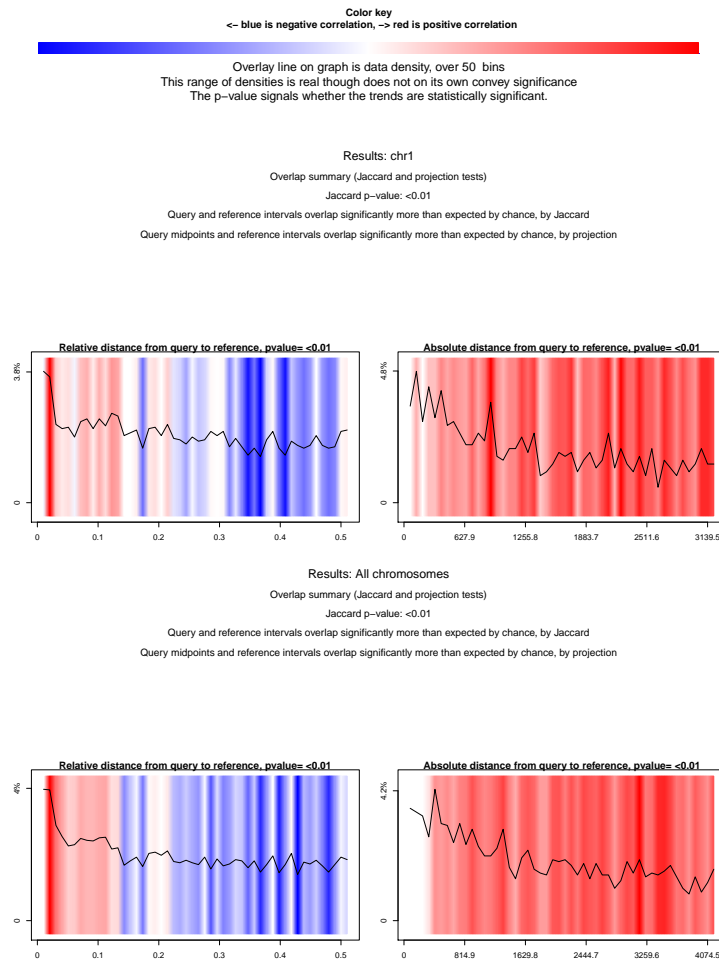 Color key
<− blue is negative correlation, −> red is positive correlation
Overlay line on graph is data density, over 50 bins
This range of densities is real though does not on its own convey significance
The p−value signals whether the trends are statistically significant.
Results: chr1
Overlap summary (Jaccard and projection tests)
Jaccard p−value: <0.01
Query and reference intervals overlap significantly more than expected by chance, by Jaccard
Query midpoints and reference intervals overlap significantly more than expected by chance, by projection
Relative distance from query to reference, pvalue= <0.01
3.8%
0
0 0.1 0.2 0.3 0.4 0.5
Absolute distance from query to reference, pvalue= <0.01
4.8%
0
0 627.9 1255.8 1883.7 2511.6 3139.5
Results: All chromosomes
Overlap summary (Jaccard and projection tests)
Jaccard p−value: <0.01
Query and reference intervals overlap significantly more than expected by chance, by Jaccard
Query midpoints and reference intervals overlap significantly more than expected by chance, by projection
Relative distance from query to reference, pvalue= <0.01
4%
0
0 0.1 0.2 0.3 0.4 0.5
Absolute distance from query to reference, pvalue= <0.01
4.2%
0
0 814.9 1629.8 2444.7 3259.6 4074.5